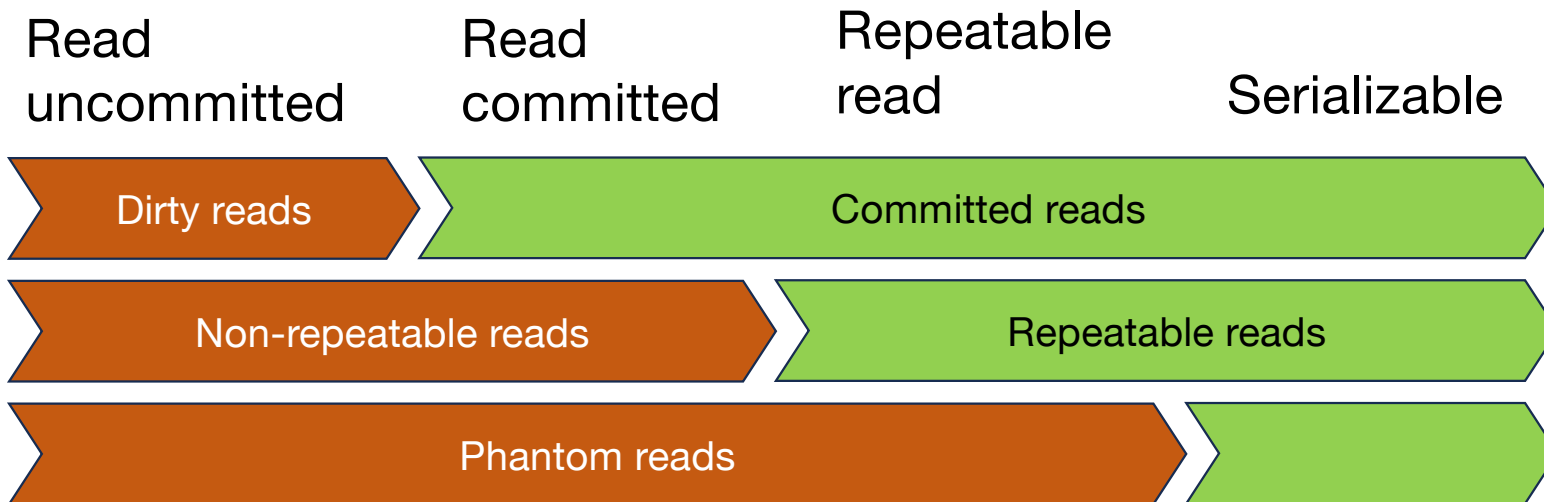 Read
uncommitted
Read
committed
Repeatable
read
Serializable
Dirty reads
Committed reads
Non-repeatable reads
Repeatable reads
Phantom reads